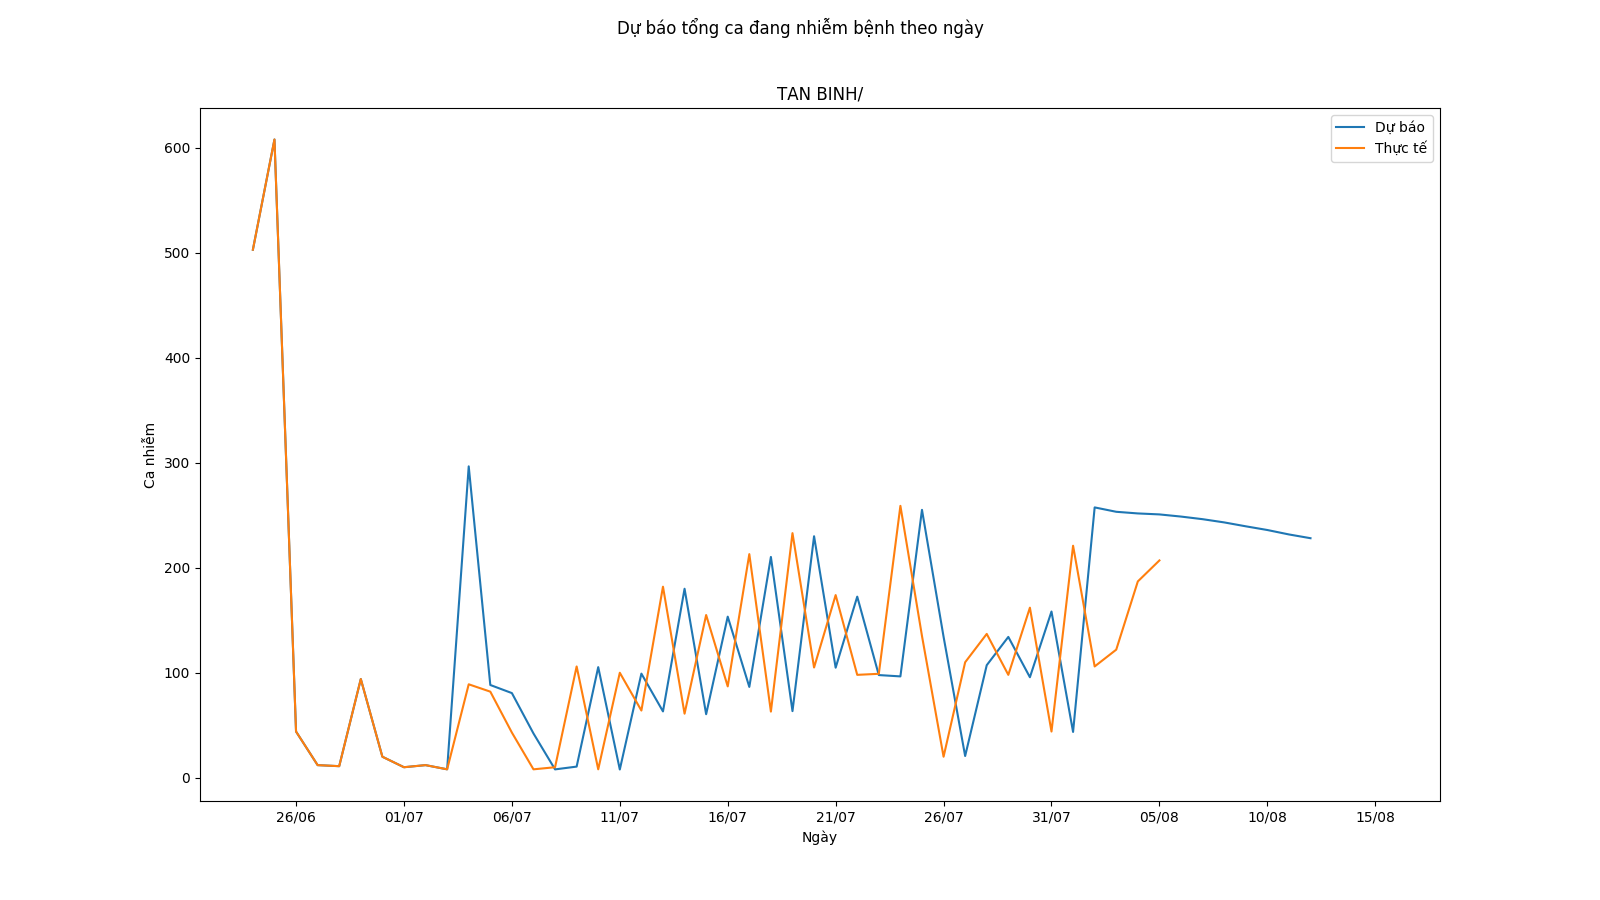 Dự báo tổng ca đang nhiễm bệnh theo ngày
TAN BINH/
Dự báo
Thực tế
600
500
400
300
200
100
0
Ca nhiễm
26/06 01/07 06/07 11/07 16/07 21/07 26/07 31/07 05/08 10/08 15/08
Ngày